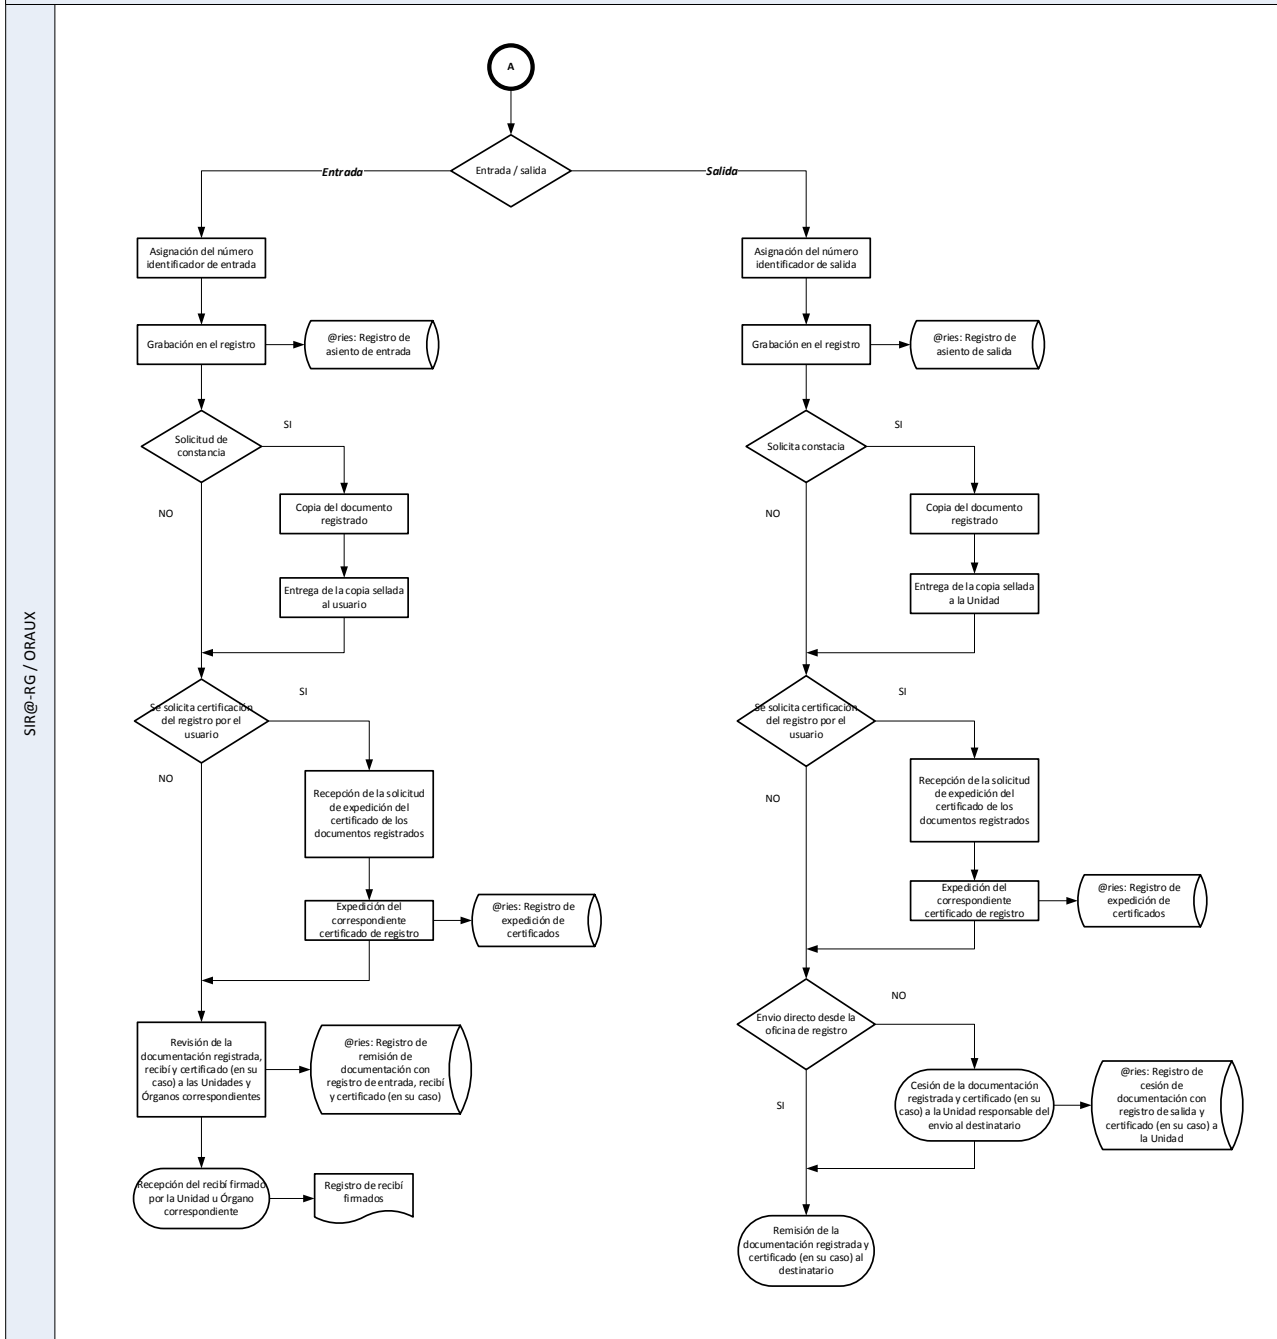 SIR@-RG / ORAUX
A
Entrada / salida
Entrada
Salida
Asignación del número
identificador de entrada
Grabación en el registro
@ries: Registro de
asiento de entrada
Solicitud de
constancia
SI
NO
Copia del documento
registrado
Entrega de la copia sellada
al usuario
Se solicita certificación
del registro por el
usuario
SI
NO
Recepción de la solicitud
de expedición del
certificado de los
documentos registrados
Expedición del
correspondiente
certificado de registro
@ries: Registro de
expedición de
certificados
Revisión de la
documentación registrada,
recibí y certificado (en su
caso) a las Unidades y
Órganos correspondientes
@ries: Registro de
remisión de
documentación con
registro de entrada, recibí
y certificado (en su caso)
Recepción del recibí firmado
por la Unidad u Órgano
correspondiente
Registro de recibí
firmados
Asignación del número
identificador de salida
Grabación en el registro
@ries: Registro de
asiento de salida
Solicita constacia
SI
NO
Copia del documento
registrado
Entrega de la copia sellada
a la Unidad
Se solicita certificación
del registro por el
usuario
SI
NO
Recepción de la solicitud
de expedición del
certificado de los
documentos registrados
Expedición del
correspondiente
certificado de registro
@ries: Registro de
expedición de
certificados
Envio directo desde la
oficina de registro
NO
SI
Cesión de la documentación
registrada y certificado (en su
caso) a la Unidad responsable del
envio al destinatario
@ries: Registro de
cesión de
documentación con
registro de salida y
certificado (en su caso) a
la Unidad
Remisión de la
documentación registrada y
certificado (en su caso) al
destinatario